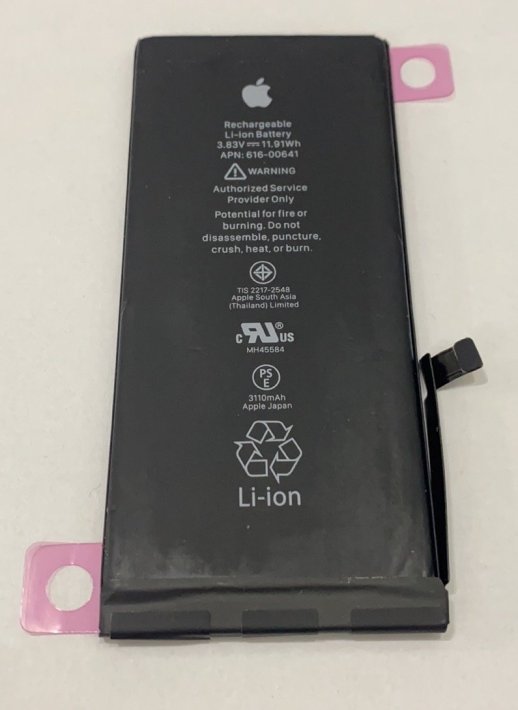 Rechargeable
Li-ion Battery
3.83V⎓11.91Wh
APN: 616-00641
WARNING
Authorized Service
Provider Only
Potential for fire or
burning. Do not
disassemble, puncture,
crush, heat, or burn.
TIS 2217-2548
Apple South Asia
(Thailand) Limited
c RU® US
MH45584
PS
E
3110mAh
Apple Japan
Li-ion